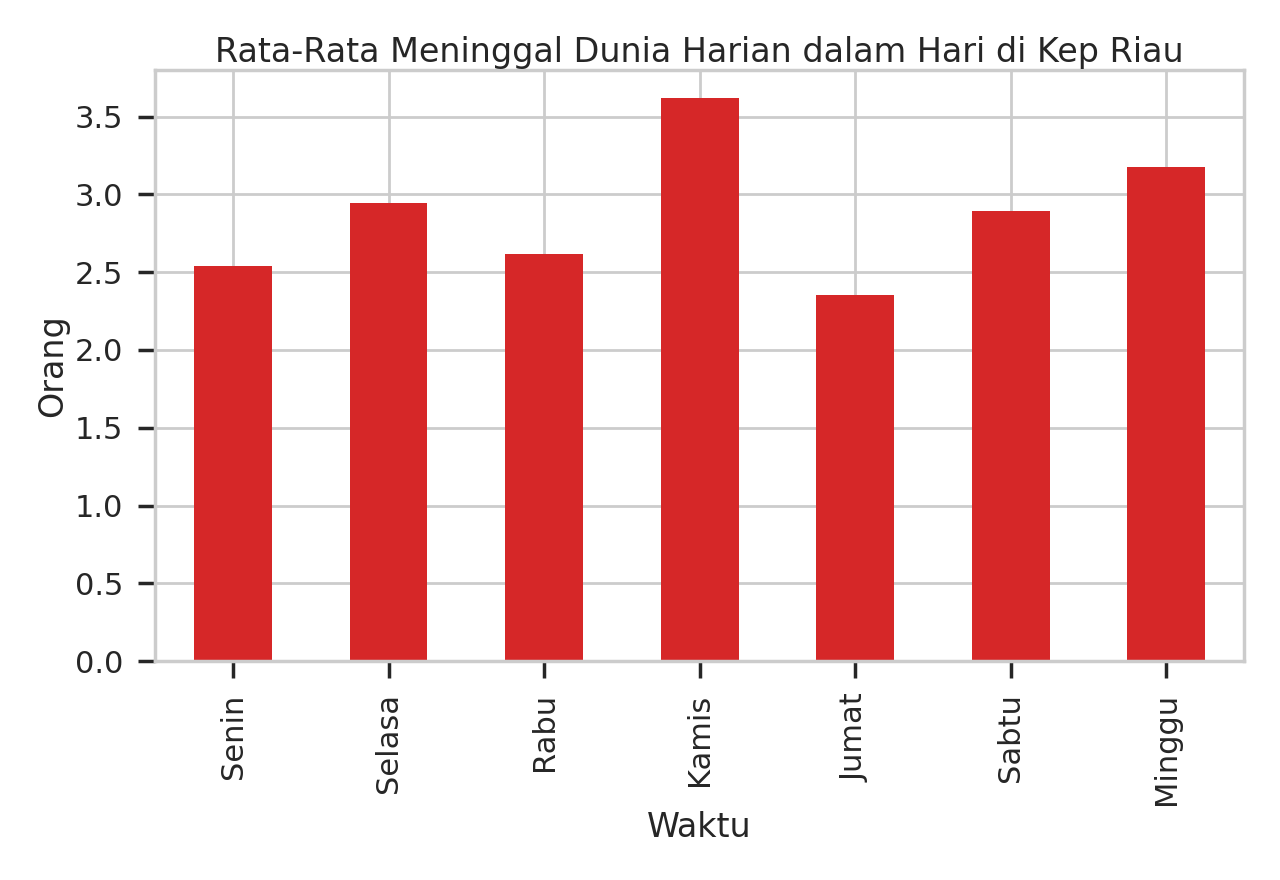 Rata-Rata Meninggal Dunia Harian dalam Hari di Kep Riau
Orang
3.5
3.0
2.5
2.0
1.5
1.0
0.5
0.0
Senin
Selasa
Rabu
Kamis
Jumat
Sabtu
Minggu
Waktu